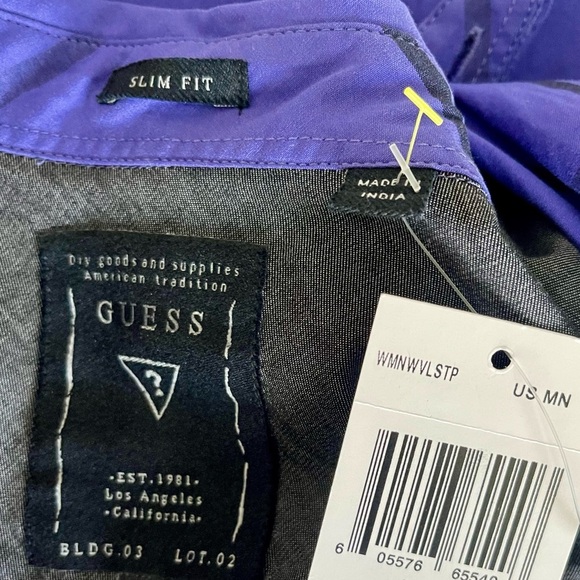 SLIM FIT
MADE IN
INDIA
Dry goods and supplies
American tradition
GUESS
?
•EST.1981•
Los Angeles
•California•
BLDG.03 LOT.02
WMNWVLSTP
US MN
6 05576